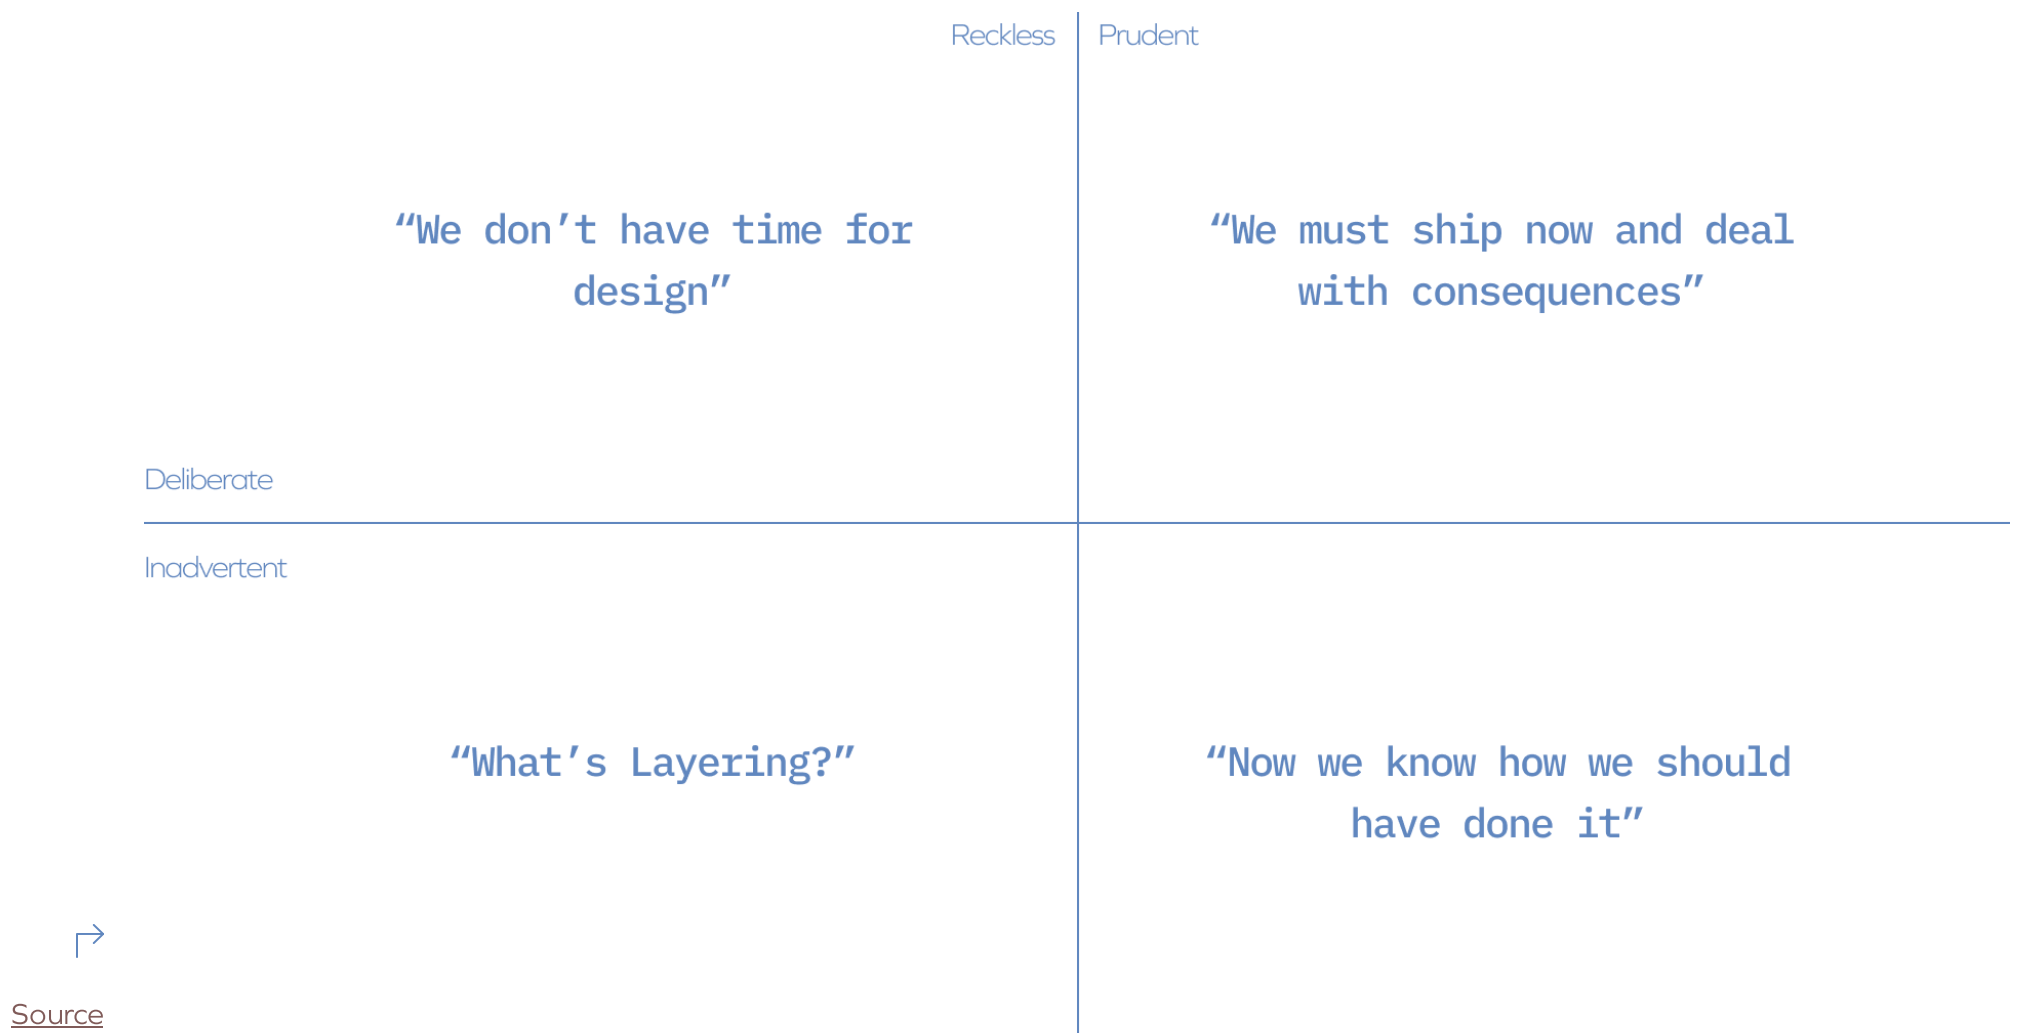 Reckless
Prudent
“We don’t have time for
design”
“We must ship now and deal
with consequences”
Deliberate
Inadvertent
“What’s Layering?”
“Now we know how we should
have done it”
Source